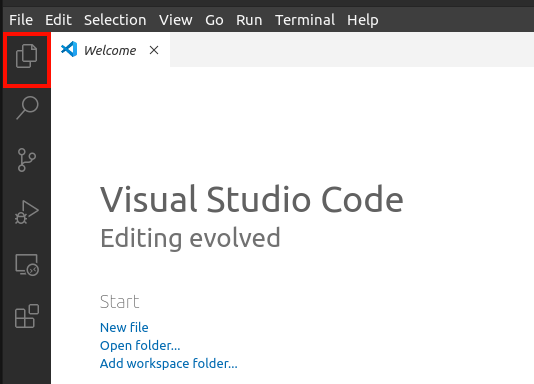 File Edit Selection View Go Run Terminal Help
Welcome
Visual Studio Code
Editing evolved
Start
New file
Open folder...
Add workspace folder...